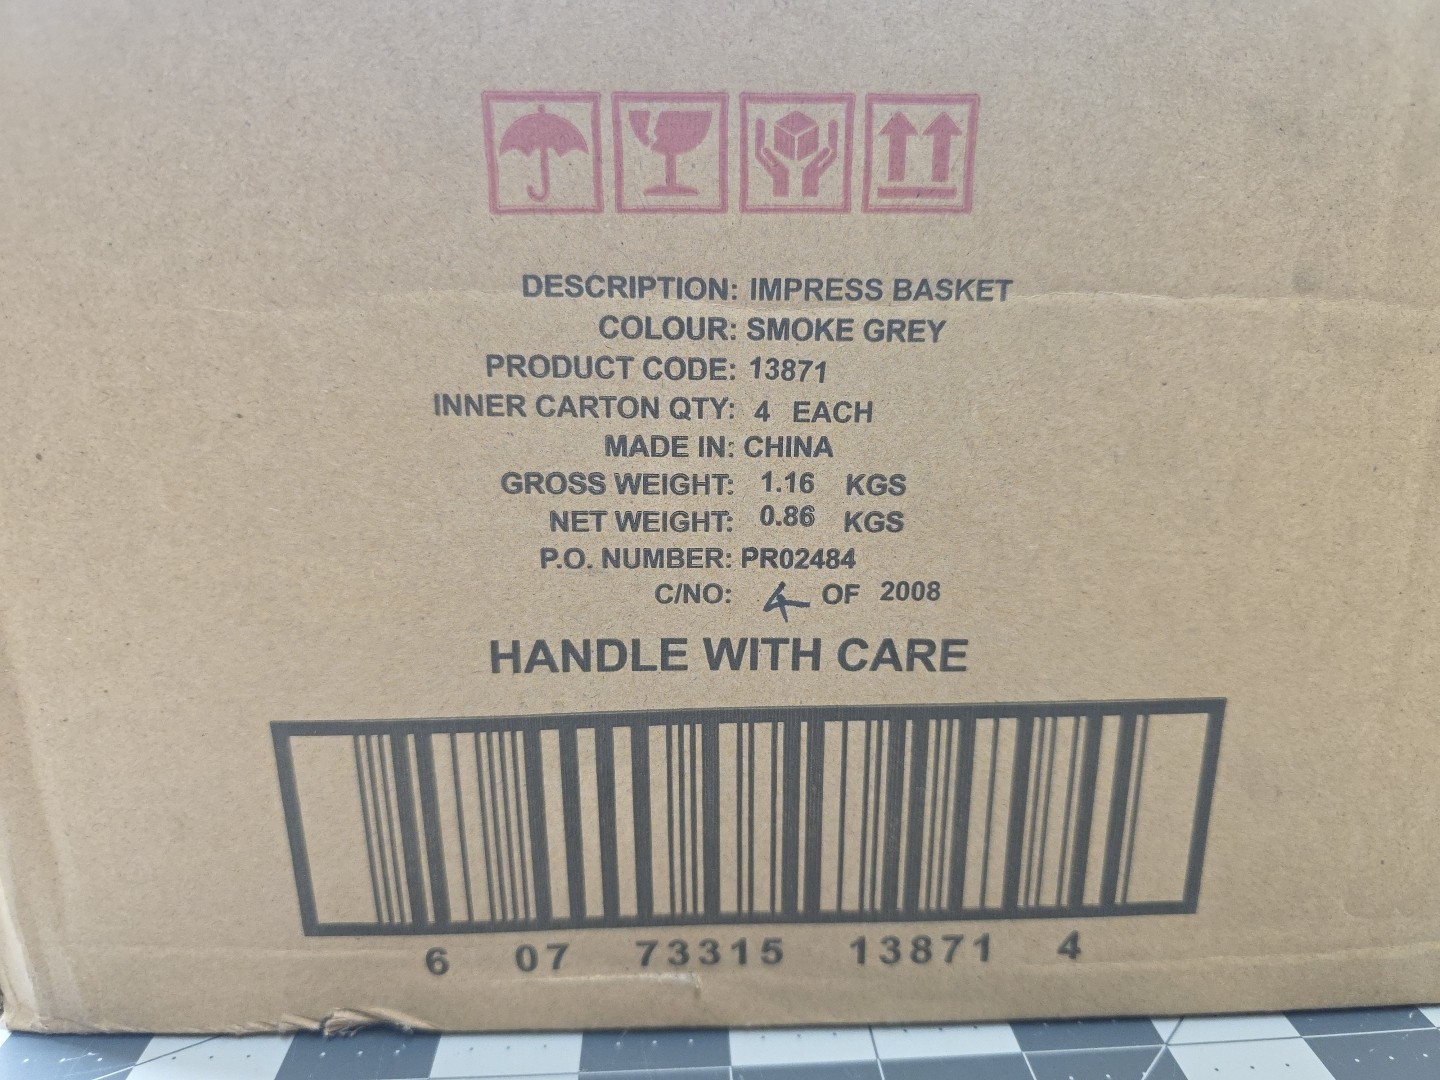 DESCRIPTION: IMPRESS BASKET
COLOUR: SMOKE GREY
PRODUCT CODE: 13871
INNER CARTON QTY: 4 EACH
MADE IN: CHINA
GROSS WEIGHT: 1.16 KGS
NET WEIGHT: 0.86 KGS
P.O. NUMBER: PR02484
C/NO: 4 OF 2008
HANDLE WITH CARE
6 07 73315 13871 4